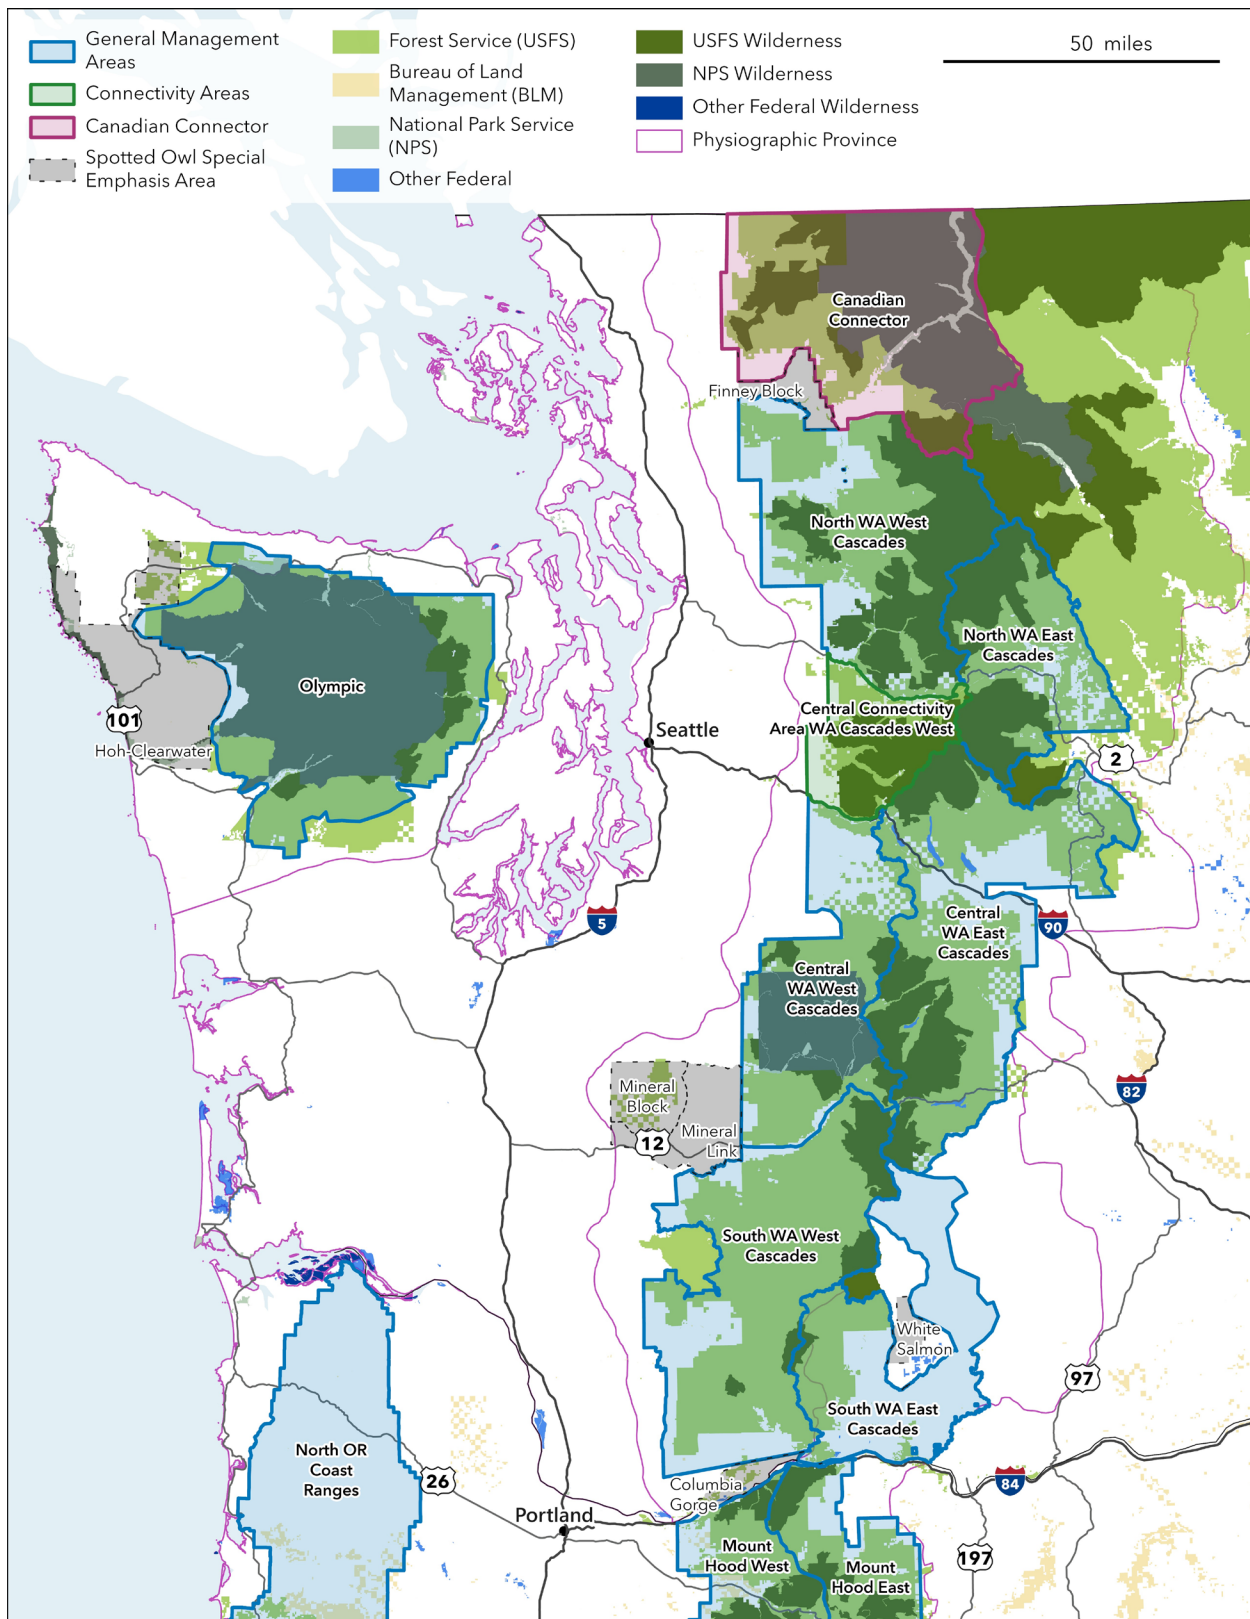 General Management
Areas
Connectivity Areas
Canadian Connector
Spotted Owl Special
Emphasis Area
Forest Service (USFS)
Bureau of Land
Management (BLM)
National Park Service
(NPS)
Other Federal
USFS Wilderness
NPS Wilderness
Other Federal Wilderness
Physiographic Province
50 miles
Canadian
Connector
Finney Block
North WA West
Cascades
North WA East
Cascades
Olympic
Central Connectivity
Area WA Cascades West
101
Seattle
Hoh-Clearwater
2
5
Central
WA East
Cascades
90
Central
WA West
Cascades
Mineral
Block
82
12
Mineral
Link
South WA West
Cascades
White
Salmon
97
South WA East
Cascades
North OR
Coast
Ranges
26
84
Columbia
Gorge
Portland
Mount
Hood West
197
Mount
Hood East